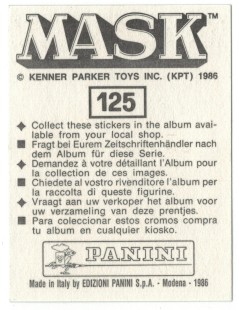 MASK™
© KENNER PARKER TOYS INC. (KPT) 1986
125
Collect these stickers in the album avai-
lable from your local shop.
Fragt bei Eurem Zeitschriftenhändler nach
dem Album für diese Serie.
Demandez à votre détaillant l'Album pour
la collection de ces images.
Chiedete al vostro rivenditore l'album per
la raccolta di queste figurine.
Vraagt aan uw verkoper het album voor
uw verzameling van deze prentjes.
Para coleccionar estos cromos compra
tu album en cualquier kiosko.
PANINI
Made in Italy by EDIZIONI PANINI S.p.A. - Modena - 1986